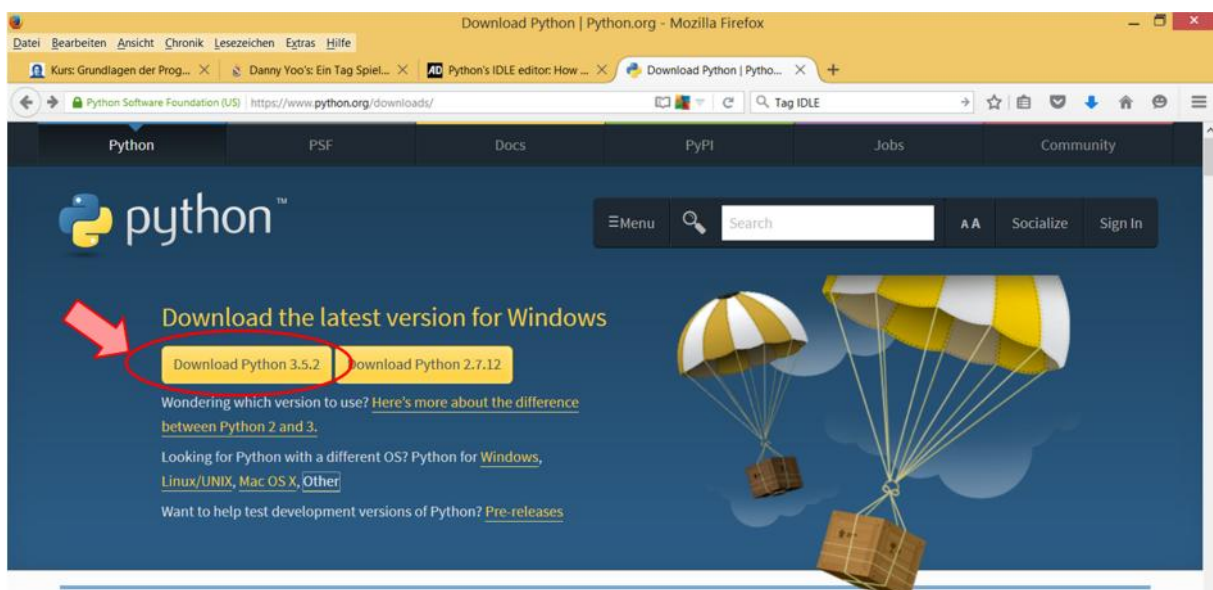 Download Python | Python.org - Mozilla Firefox
Datei Bearbeiten Ansicht Chronik Lesezeichen Extras Hilfe
Kurs: Grundlagen der Prog... Danny Yoo's: Ein Tag Spiel... AD Python's IDLE editor: How ... Download Python | Pytho...
Python Software Foundation (US) https://www.python.org/downloads/ Tag IDLE
Python PSF Docs PyPI Jobs Community
python™ ≡Menu Search A A Socialize Sign In
Download the latest version for Windows
Download Python 3.5.2 Download Python 2.7.12
Wondering which version to use? Here's more about the difference
between Python 2 and 3.
Looking for Python with a different OS? Python for Windows,
Linux/UNIX, Mac OS X, Other
Want to help test development versions of Python? Pre-releases